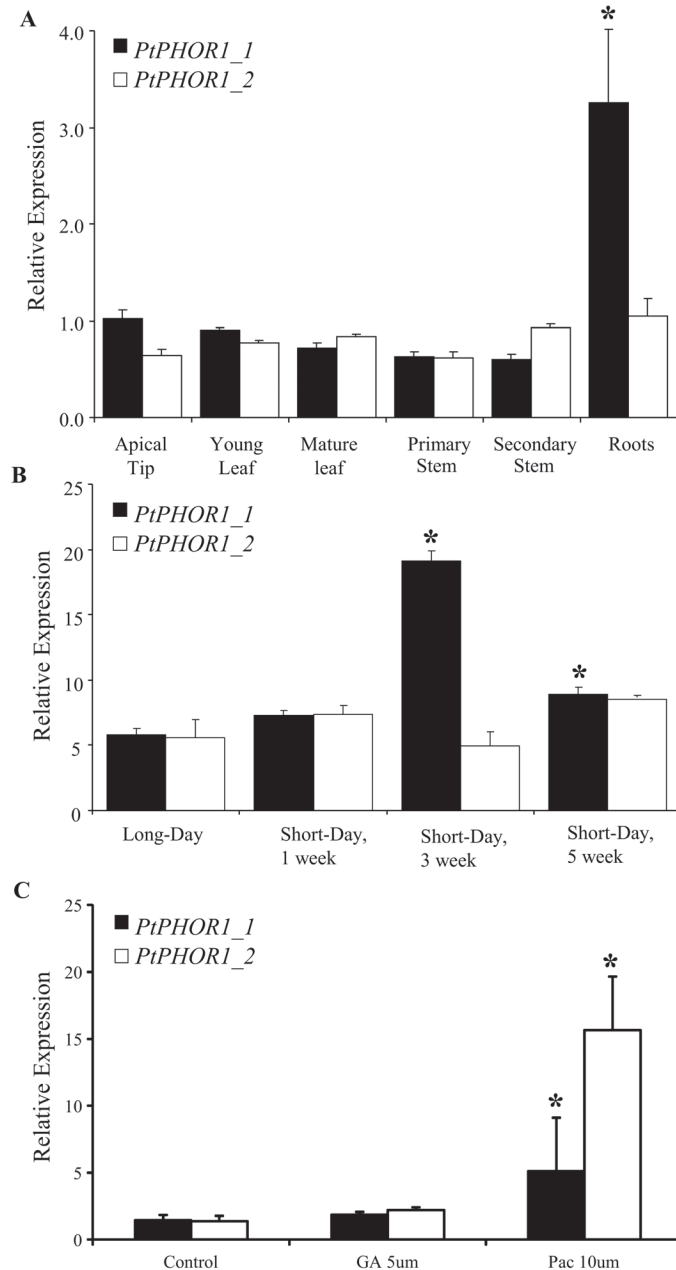 A
*
4.0
PtPHOR1_1
PtPHOR1_2
3.0
2.0
1.0
0.0
Relative Expression
Apical Tip
Young Leaf
Mature leaf
Primary Stem
Secondary Stem
Roots
B
25
PtPHOR1_1
PtPHOR1_2
*
20
15
10
*
5
0
Relative Expression
Long-Day
Short-Day, 1 week
Short-Day, 3 week
Short-Day, 5 week
C
25
PtPHOR1_1
PtPHOR1_2
*
20
15
10
*
5
0
Relative Expression
Control
GA 5um
Pac 10um